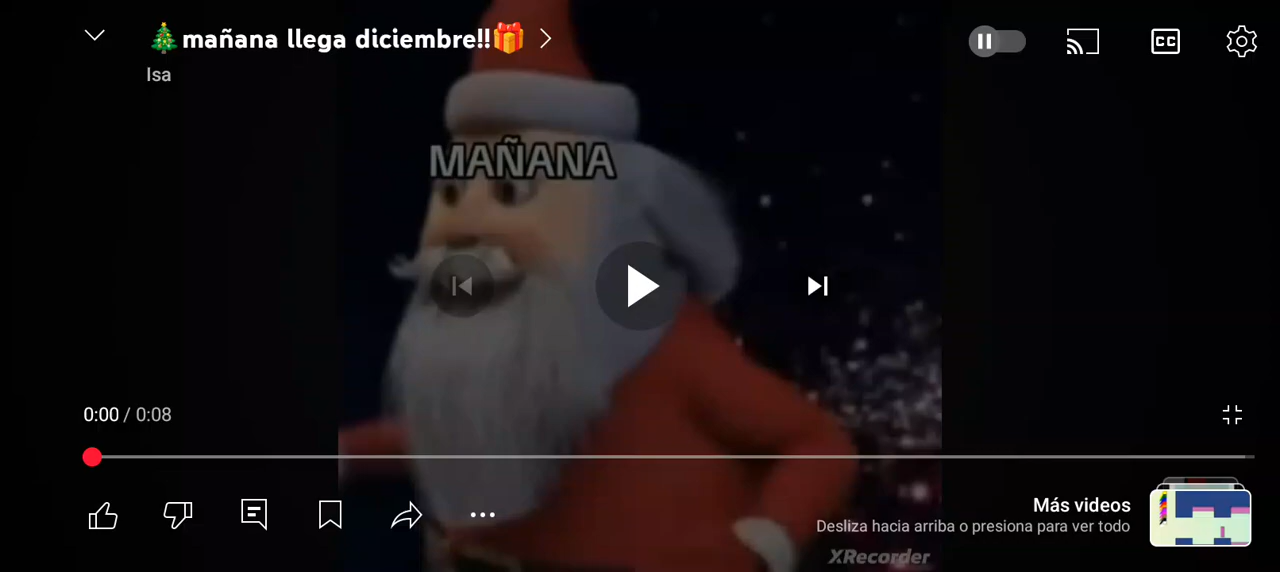 🎄mañana llega diciembre!!🎁
Isa
CC
MAÑANA
0:00 / 0:08
Más videos
Desliza hacia arriba o presiona para ver todo
XRecorder